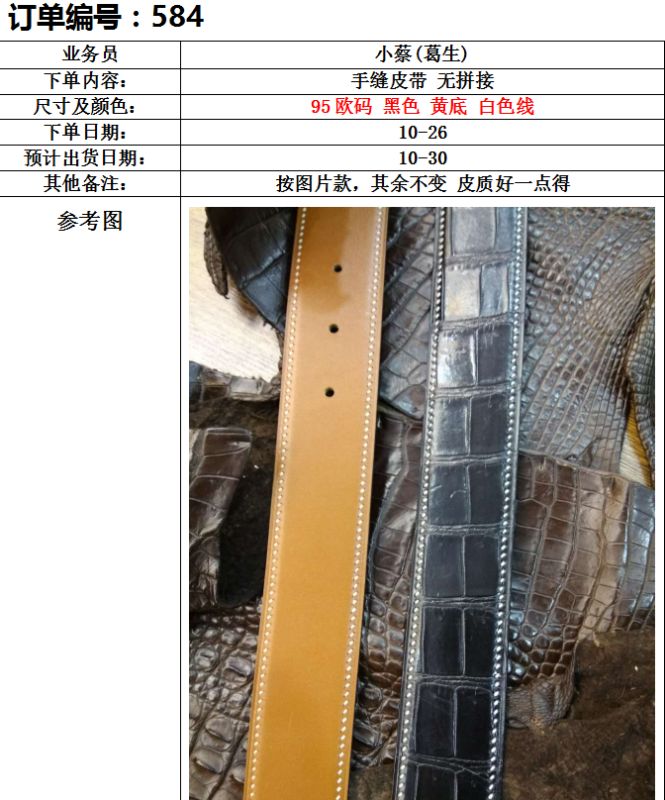 订单编号：584
业务员 小蔡(葛生)
下单内容： 手缝皮带 无拼接
尺寸及颜色： 95欧码 黑色 黄底 白色线
下单日期： 10-26
预计出货日期： 10-30
其他备注： 按图片款，其余不变 皮质好一点得
参考图